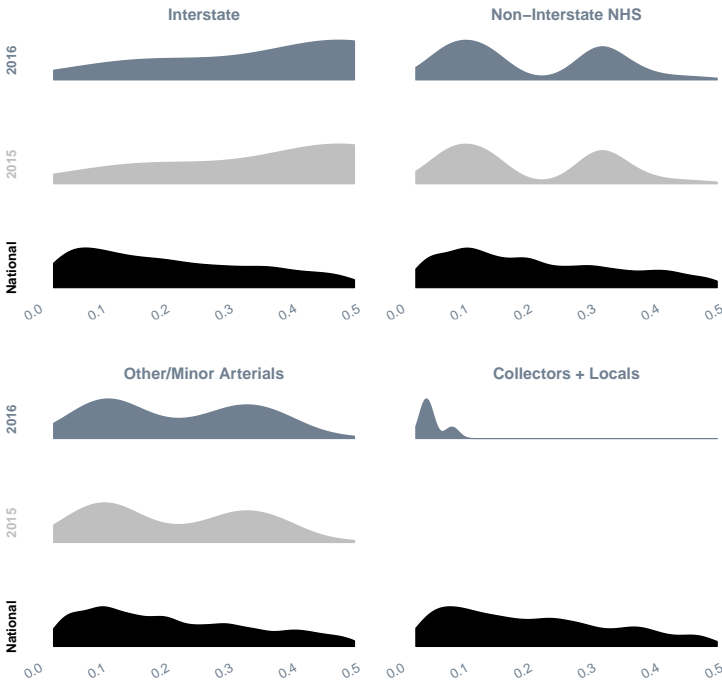 Interstate
Non−Interstate NHS
2016
2015
National
0.0 0.1 0.2 0.3 0.4 0.5
0.0 0.1 0.2 0.3 0.4 0.5
Other/Minor Arterials
Collectors + Locals
2016
2015
National
0.0 0.1 0.2 0.3 0.4 0.5
0.0 0.1 0.2 0.3 0.4 0.5